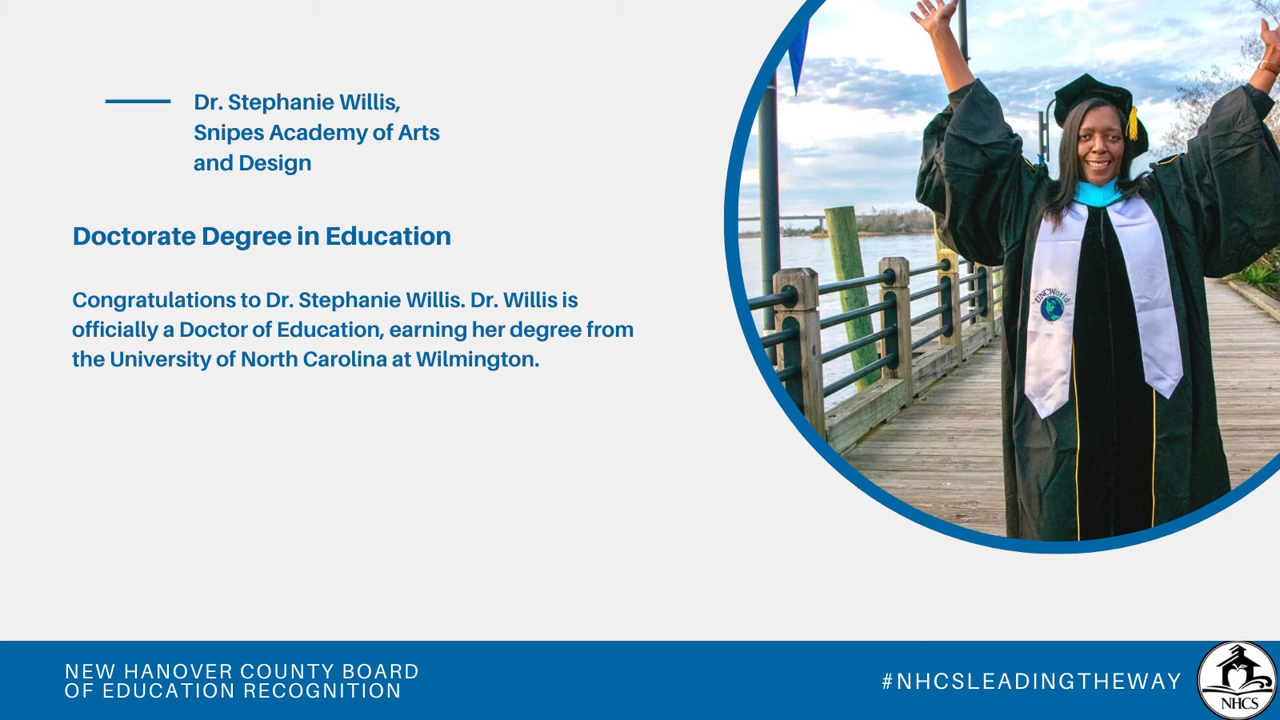 Dr. Stephanie Willis,
Snipes Academy of Arts
and Design
Doctorate Degree in Education
Congratulations to Dr. Stephanie Willis. Dr. Willis is
officially a Doctor of Education, earning her degree from
the University of North Carolina at Wilmington.
UNCWorld
NEW HANOVER COUNTY BOARD
OF EDUCATION RECOGNITION
#NHCSLEADINGTHEWAY
NHCS